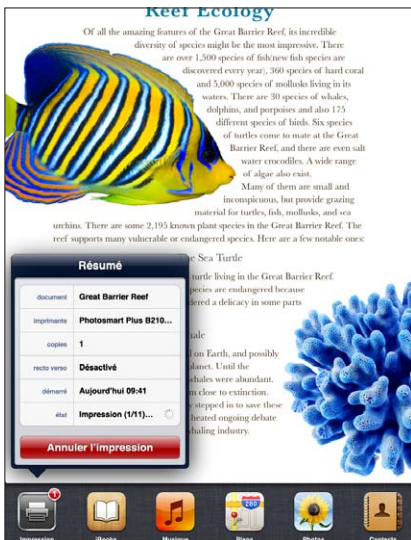 Reef Ecology
Of all the amazing features of the Great Barrier Reef, its incredible
diversity of species might be the most impressive. There
are over 1,500 species of fish(new fish species are
discovered every year), 360 species of hard coral
and 5,000 species of mollusks living in its
waters. There are 30 species of whales,
dolphins, and porpoises and also 175
different species of birds. Six species
of turtles come to mate at the Great
Barrier Reef, and there are even salt
water crocodiles. A wide range
of algae also exist.
Many of them are small and
inconspicuous, but provide grazing
material for turtles, fish, mollusks, and sea
urchins. There are some 2,195 known plant species in the Great Barrier Reef. The
reef supports many vulnerable or endangered species. Here are a few notable ones:
The Sea Turtle
turtle living in the Great Barrier Reef.
species are endangered because
dered a delicacy in some parts
hale
on Earth, and possibly
planet. Until the
whales were abundant.
m close to extinction.
stepped in to save these
heated ongoing debate
whaling industry.
Résumé
document Great Barrier Reef
imprimante Photosmart Plus B210...
copies 1
recto verso Désactivé
démarré Aujourd'hui 09:41
état Impression (1/11)...
Annuler l'impression
1
280
Impression iBooks Musique Plans Photos Contacts